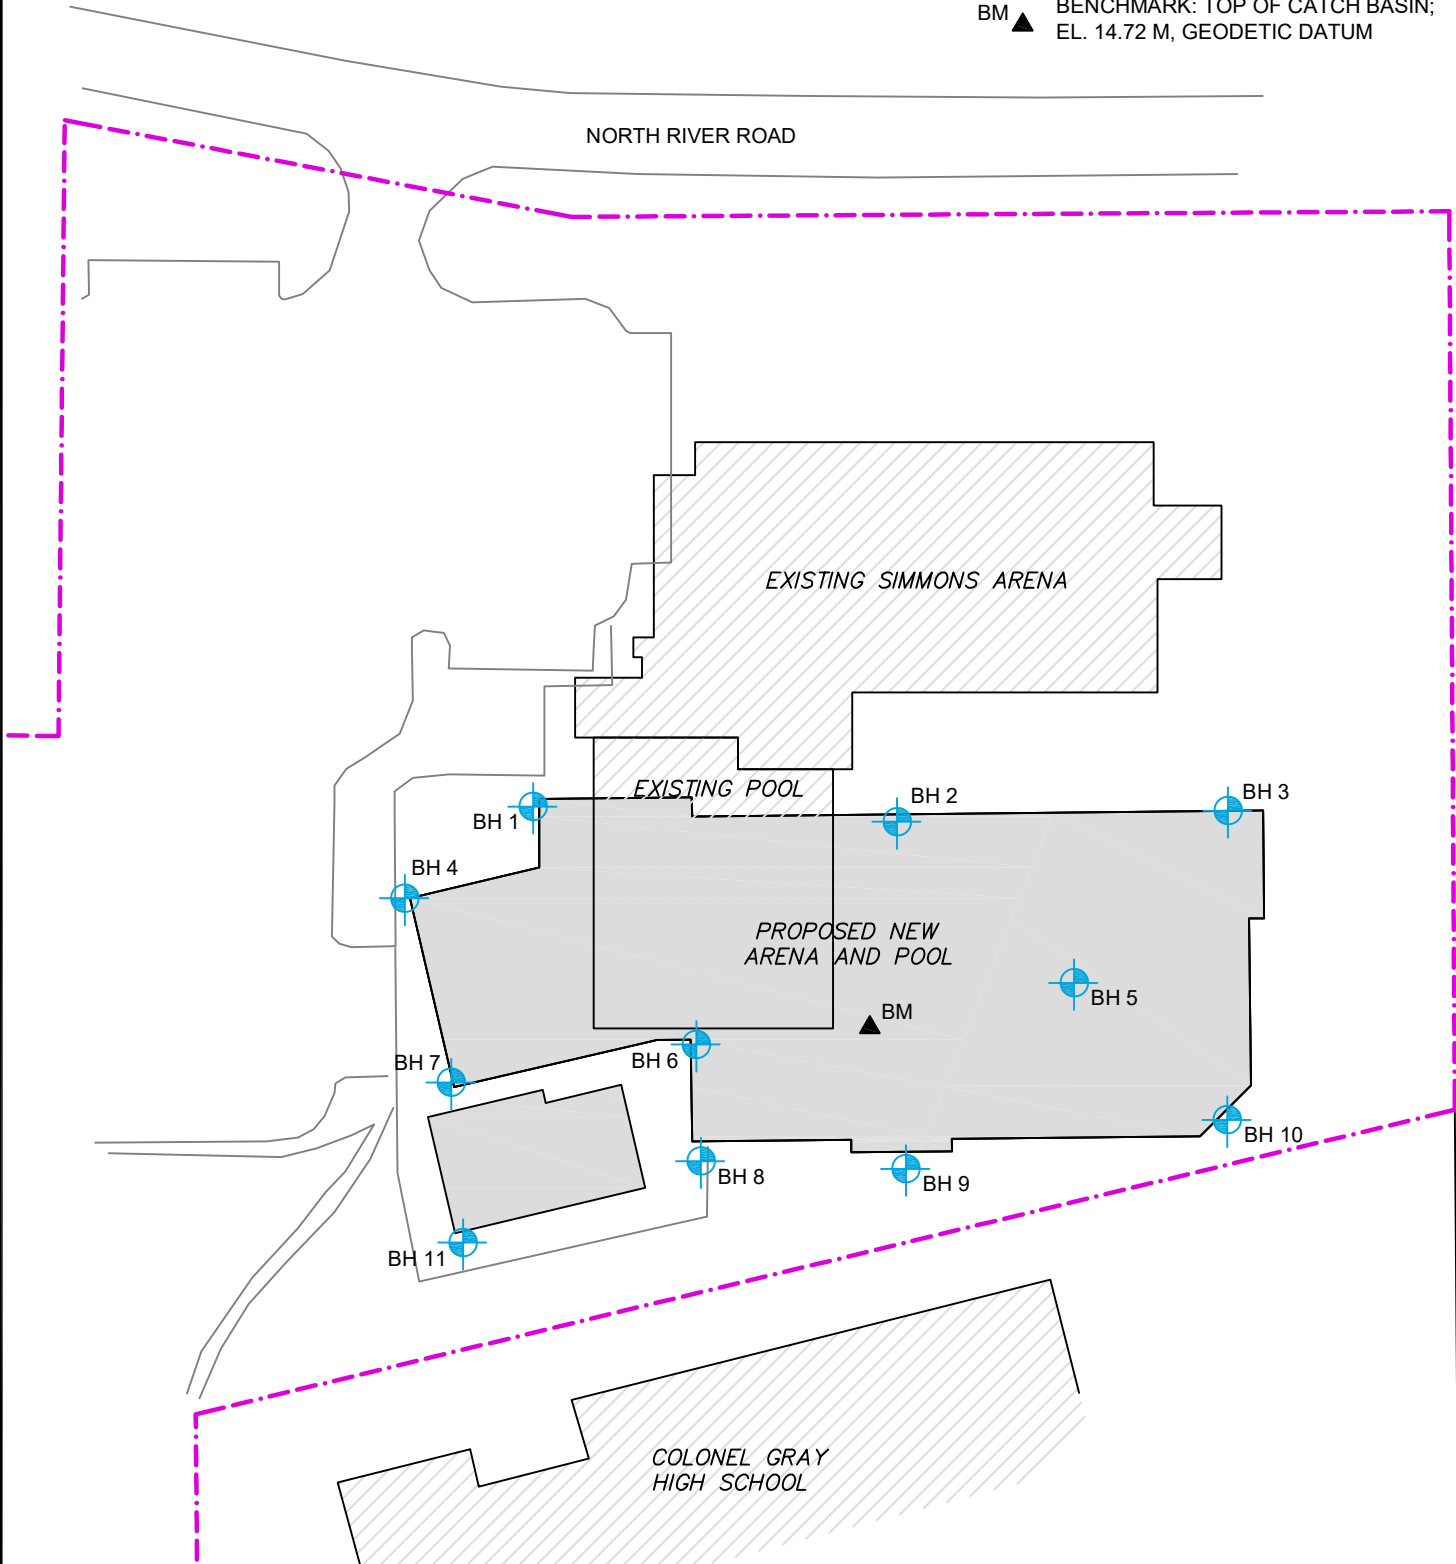 BM
BENCHMARK: TOP OF CATCH BASIN;
EL. 14.72 M, GEODETIC DATUM
NORTH RIVER ROAD
EXISTING SIMMONS ARENA
EXISTING POOL
BH 1
BH 2
BH 3
BH 4
PROPOSED NEW
ARENA AND POOL
BH 5
BM
BH 6
BH 7
BH 8
BH 9
BH 10
BH 11
COLONEL GRAY
HIGH SCHOOL